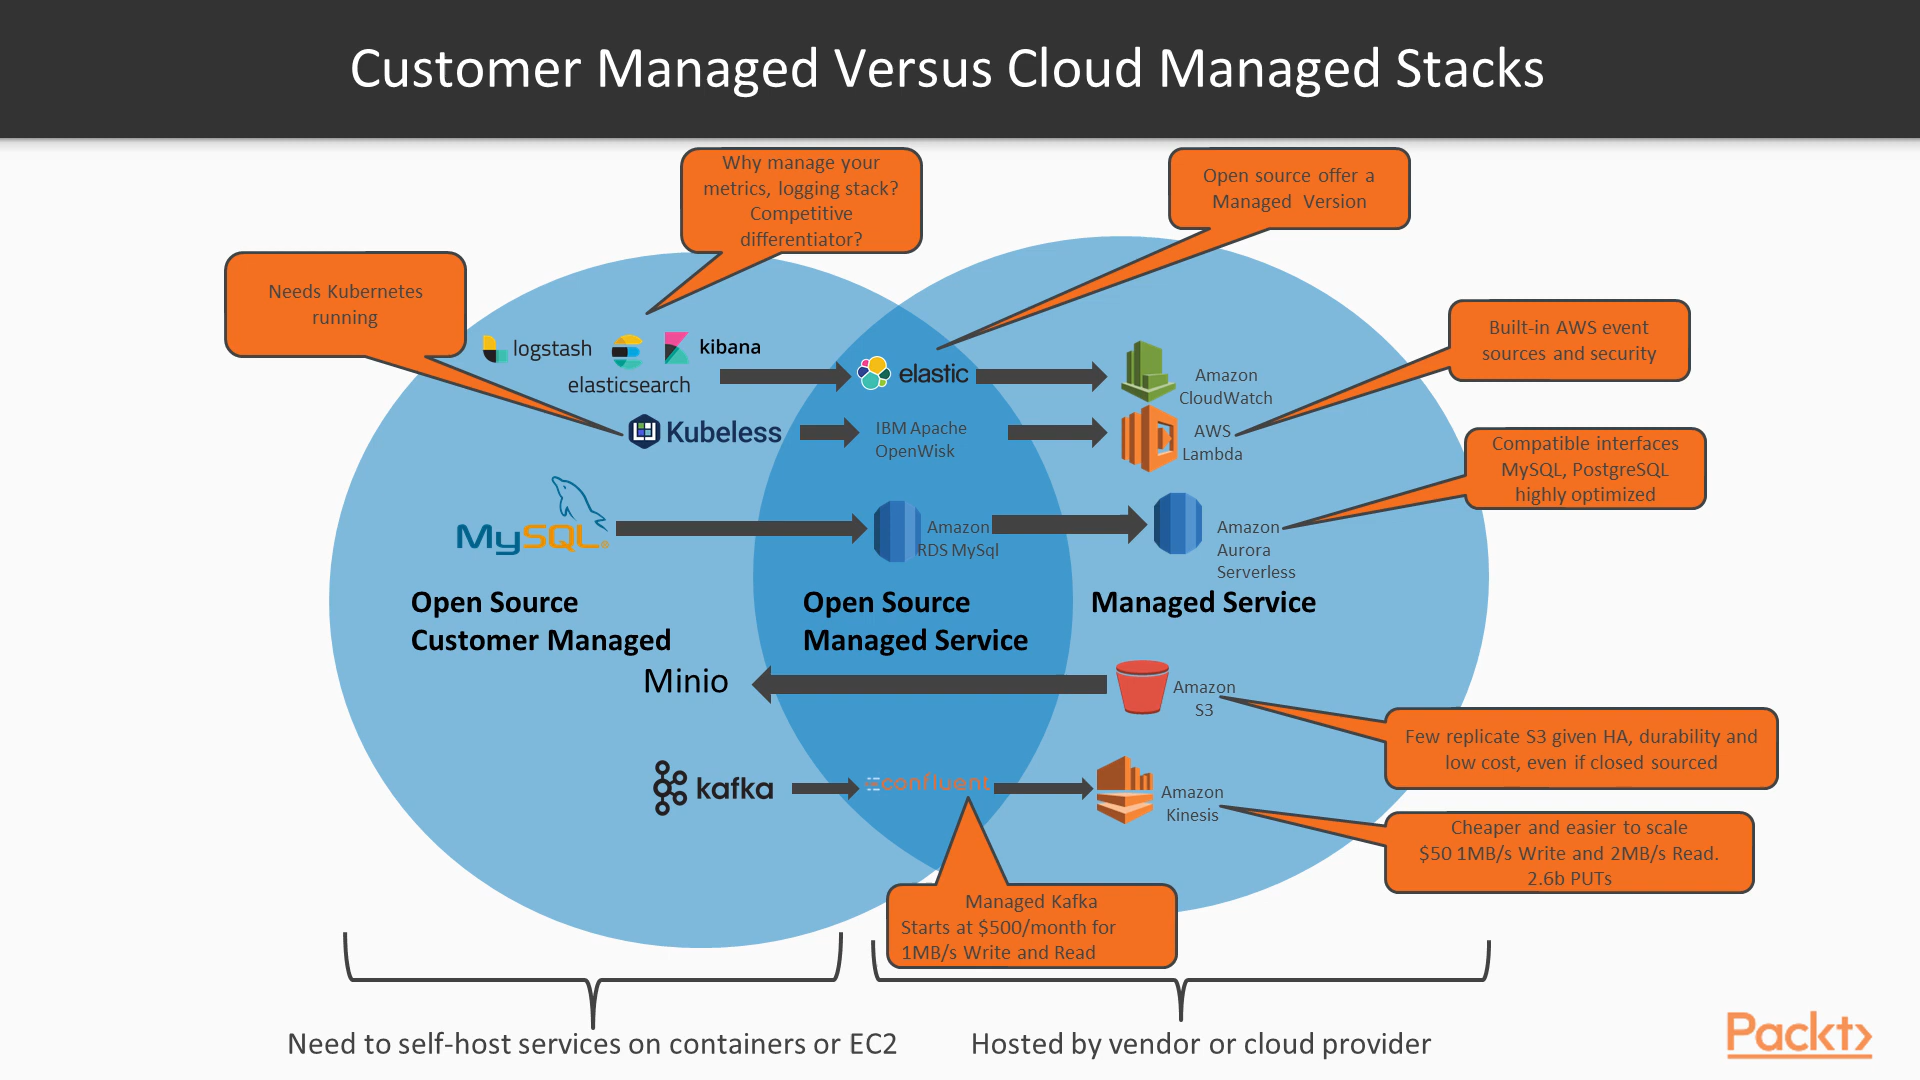 Customer Managed Versus Cloud Managed Stacks
Why manage your
metrics, logging stack?
Competitive
differentiator?
Open source offer a
Managed Version
Needs Kubernetes
running
Built-in AWS event
sources and security
logstash
kibana
elasticsearch
elastic
Amazon
CloudWatch
Kubeless
IBM Apache
OpenWisk
AWS
Lambda
Compatible interfaces
MySQL, PostgreSQL
highly optimized
MySQL
Amazon
RDS MySql
Amazon
Aurora
Serverless
Open Source
Customer Managed
Open Source
Managed Service
Managed Service
Minio
Amazon
S3
Few replicate S3 given HA, durability and
low cost, even if closed sourced
kafka
confluent
Amazon
Kinesis
Cheaper and easier to scale
$50 1MB/s Write and 2MB/s Read.
2.6b PUTs
Managed Kafka
Starts at $500/month for
1MB/s Write and Read
Need to self-host services on containers or EC2
Hosted by vendor or cloud provider
Packt>